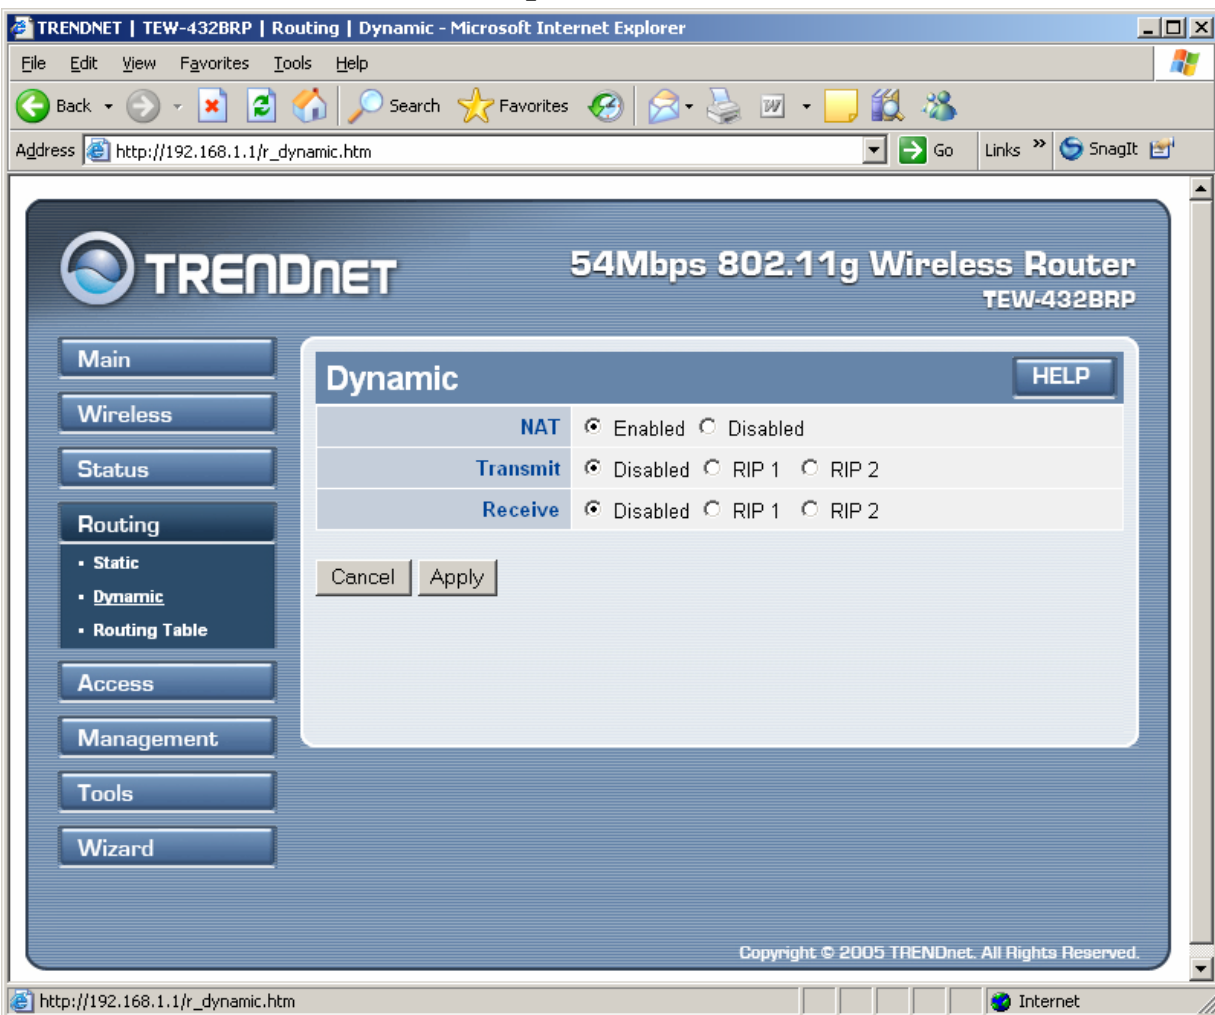 TRENDNET | TEW-432BRP | Routing | Dynamic - Microsoft Internet Explorer
File Edit View Favorites Tools Help
Back Search Favorites
Address http://192.168.1.1/r_dynamic.htm Go Links » SnagIt
TRENDNET
54Mbps 802.11g Wireless Router
TEW-432BRP
Main
Wireless
Status
Routing
Static
Dynamic
Routing Table
Access
Management
Tools
Wizard
Dynamic HELP
NAT Enabled Disabled
Transmit Disabled RIP 1 RIP 2
Receive Disabled RIP 1 RIP 2
Cancel Apply
Copyright © 2005 TRENDnet. All Rights Reserved.
http://192.168.1.1/r_dynamic.htm Internet